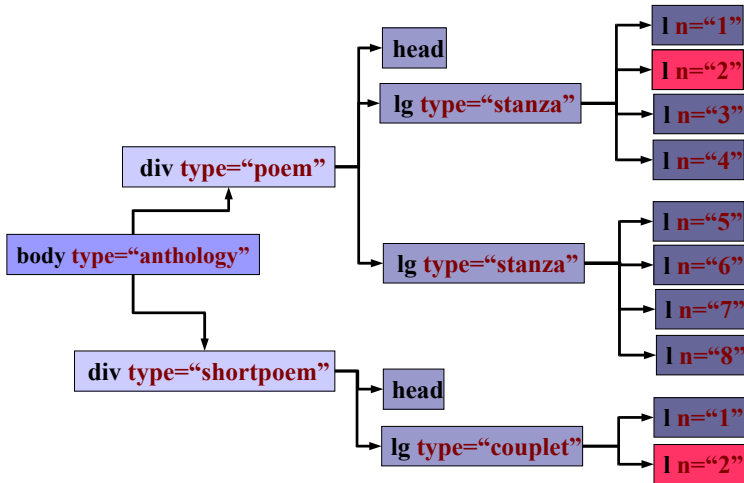 head
l n=“1”
l n=“2”
lg type=“stanza”
l n=“3”
l n=“4”
div type=“poem”
l n=“5”
body type=“anthology”
lg type=“stanza”
l n=“6”
l n=“7”
l n=“8”
div type=“shortpoem”
head
l n=“1”
lg type=“couplet”
l n=“2”